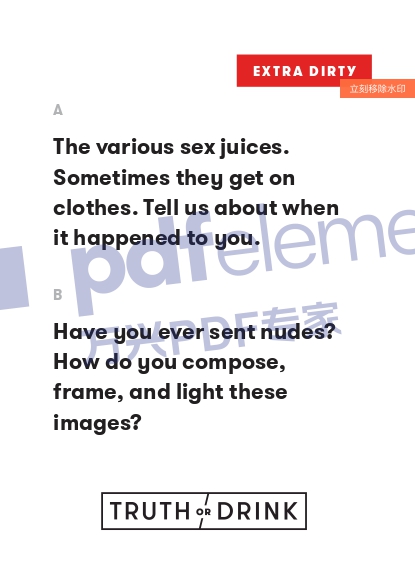 EXTRA DIRTY
立刻移除水印
A
The various sex juices.
Sometimes they get on
clothes. Tell us about when
it happened to you.
pdfeleme
B
万兴PDF专家
Have you ever sent nudes?
How do you compose,
frame, and light these
images?
TRUTH OR DRINK